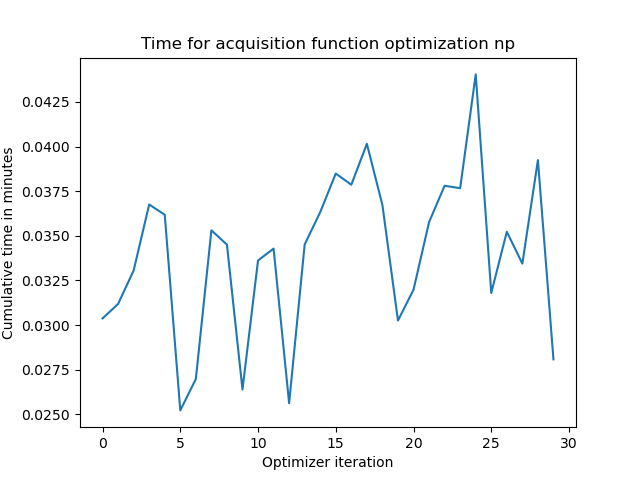 Time for acquisition function optimization np
Cumulative time in minutes
0.0425
0.0400
0.0375
0.0350
0.0325
0.0300
0.0275
0.0250
0 5 10 15 20 25 30
Optimizer iteration